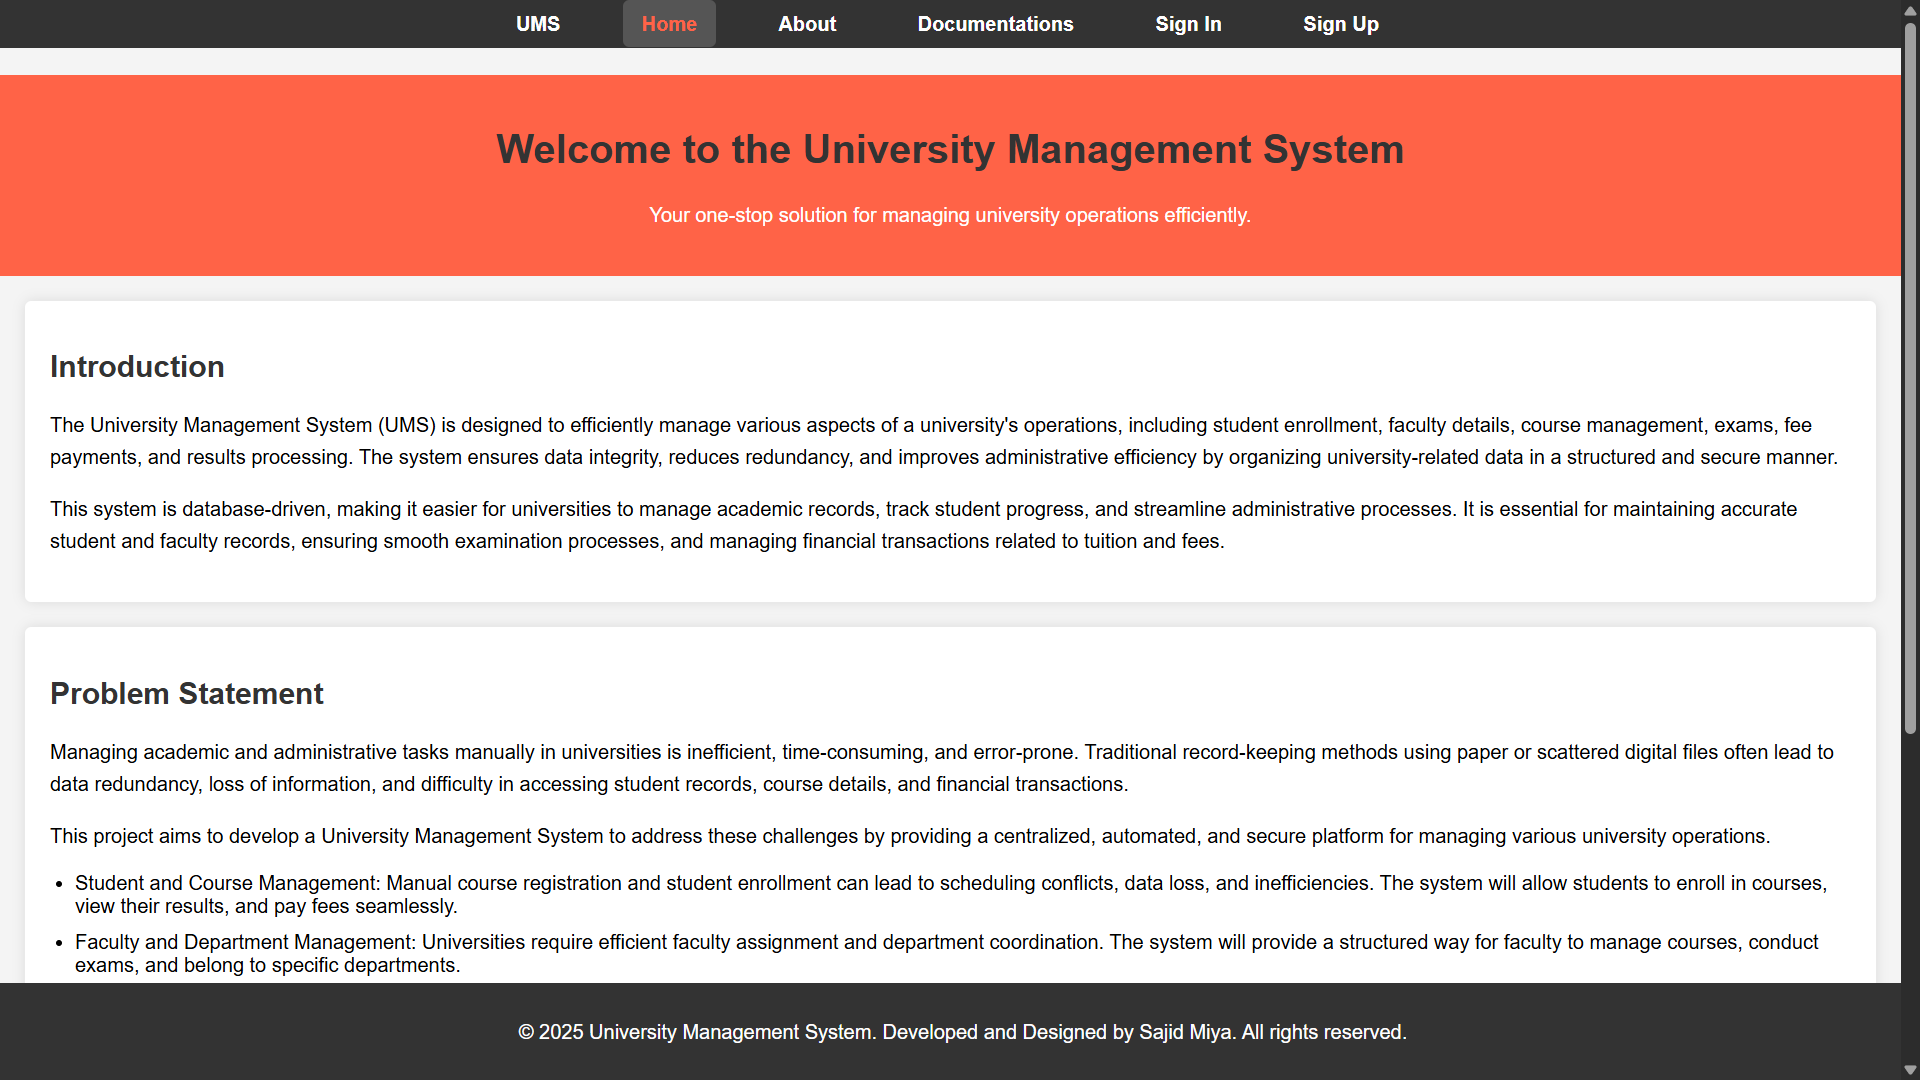 UMS Home About Documentations Sign In Sign Up
Welcome to the University Management System
Your one-stop solution for managing university operations efficiently.
Introduction
The University Management System (UMS) is designed to efficiently manage various aspects of a university's operations, including student enrollment, faculty details, course management, exams, fee
payments, and results processing. The system ensures data integrity, reduces redundancy, and improves administrative efficiency by organizing university-related data in a structured and secure manner.
This system is database-driven, making it easier for universities to manage academic records, track student progress, and streamline administrative processes. It is essential for maintaining accurate
student and faculty records, ensuring smooth examination processes, and managing financial transactions related to tuition and fees.
Problem Statement
Managing academic and administrative tasks manually in universities is inefficient, time-consuming, and error-prone. Traditional record-keeping methods using paper or scattered digital files often lead to
data redundancy, loss of information, and difficulty in accessing student records, course details, and financial transactions.
This project aims to develop a University Management System to address these challenges by providing a centralized, automated, and secure platform for managing various university operations.
• Student and Course Management: Manual course registration and student enrollment can lead to scheduling conflicts, data loss, and inefficiencies. The system will allow students to enroll in courses,
view their results, and pay fees seamlessly.
• Faculty and Department Management: Universities require efficient faculty assignment and department coordination. The system will provide a structured way for faculty to manage courses, conduct
exams, and belong to specific departments.
© 2025 University Management System. Developed and Designed by Sajid Miya. All rights reserved.